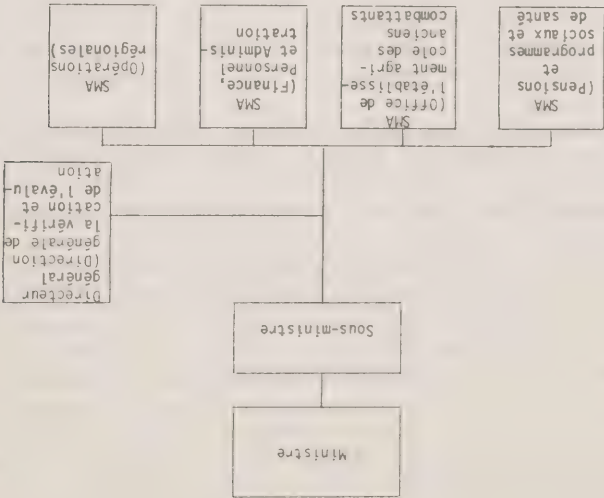 Ministre
Sous-ministre
Directeur
général
(Direction
générale de
la vérifi-
cation et
de l'évalu-
ation
SMA
(Pensions
et
programmes
sociaux et
de santé
SMA
(Office de
l'établisse-
ment agri-
cole des
anciens
combattants
SMA
(Finance,
Personnel
et Adminis-
tration
SMA
(Opérations
régionales)